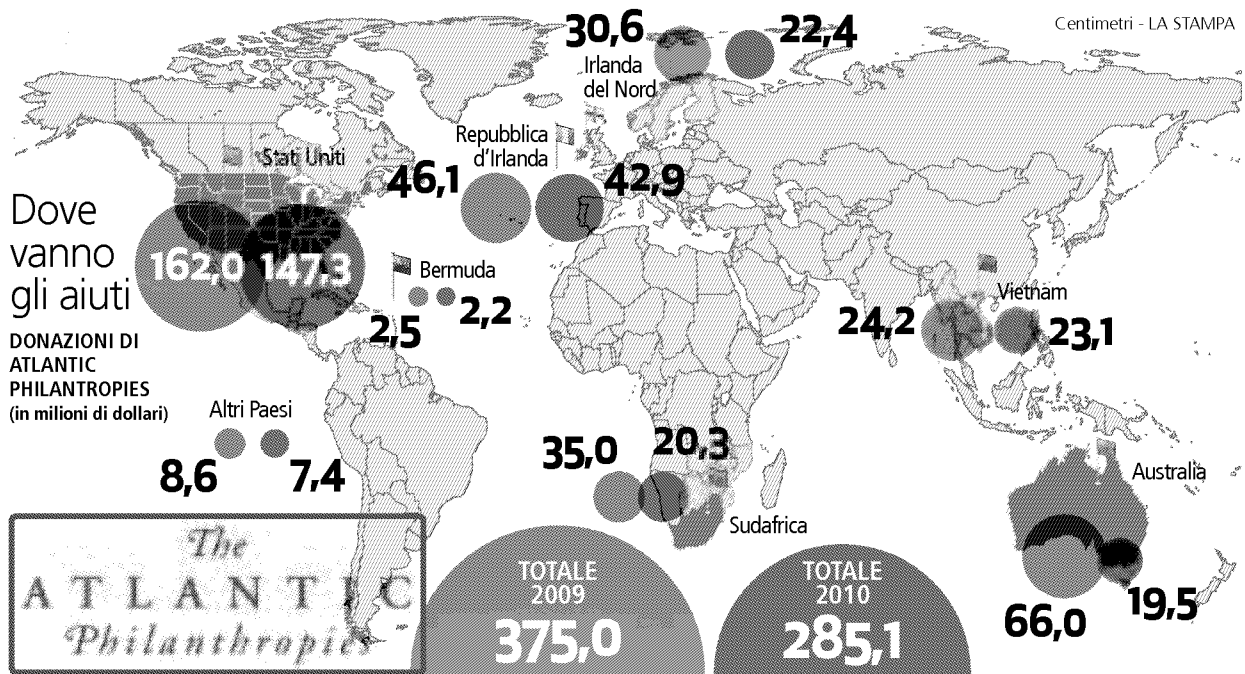 Centimetri - LA STAMPA
30,6
22,4
Irlanda
del Nord
Repubblica
d'Irlanda
46,1
42,9
Stati Uniti
162,0
147,3
Dove
vanno
gli aiuti
DONAZIONI DI
ATLANTIC
PHILANTROPIES
(in milioni di dollari)
Bermuda
2,5
2,2
Vietnam
24,2
23,1
Altri Paesi
8,6
7,4
35,0
20,3
Sudafrica
Australia
66,0
19,5
The
ATLANTIC
Philanthropies
TOTALE
2009
375,0
TOTALE
2010
285,1